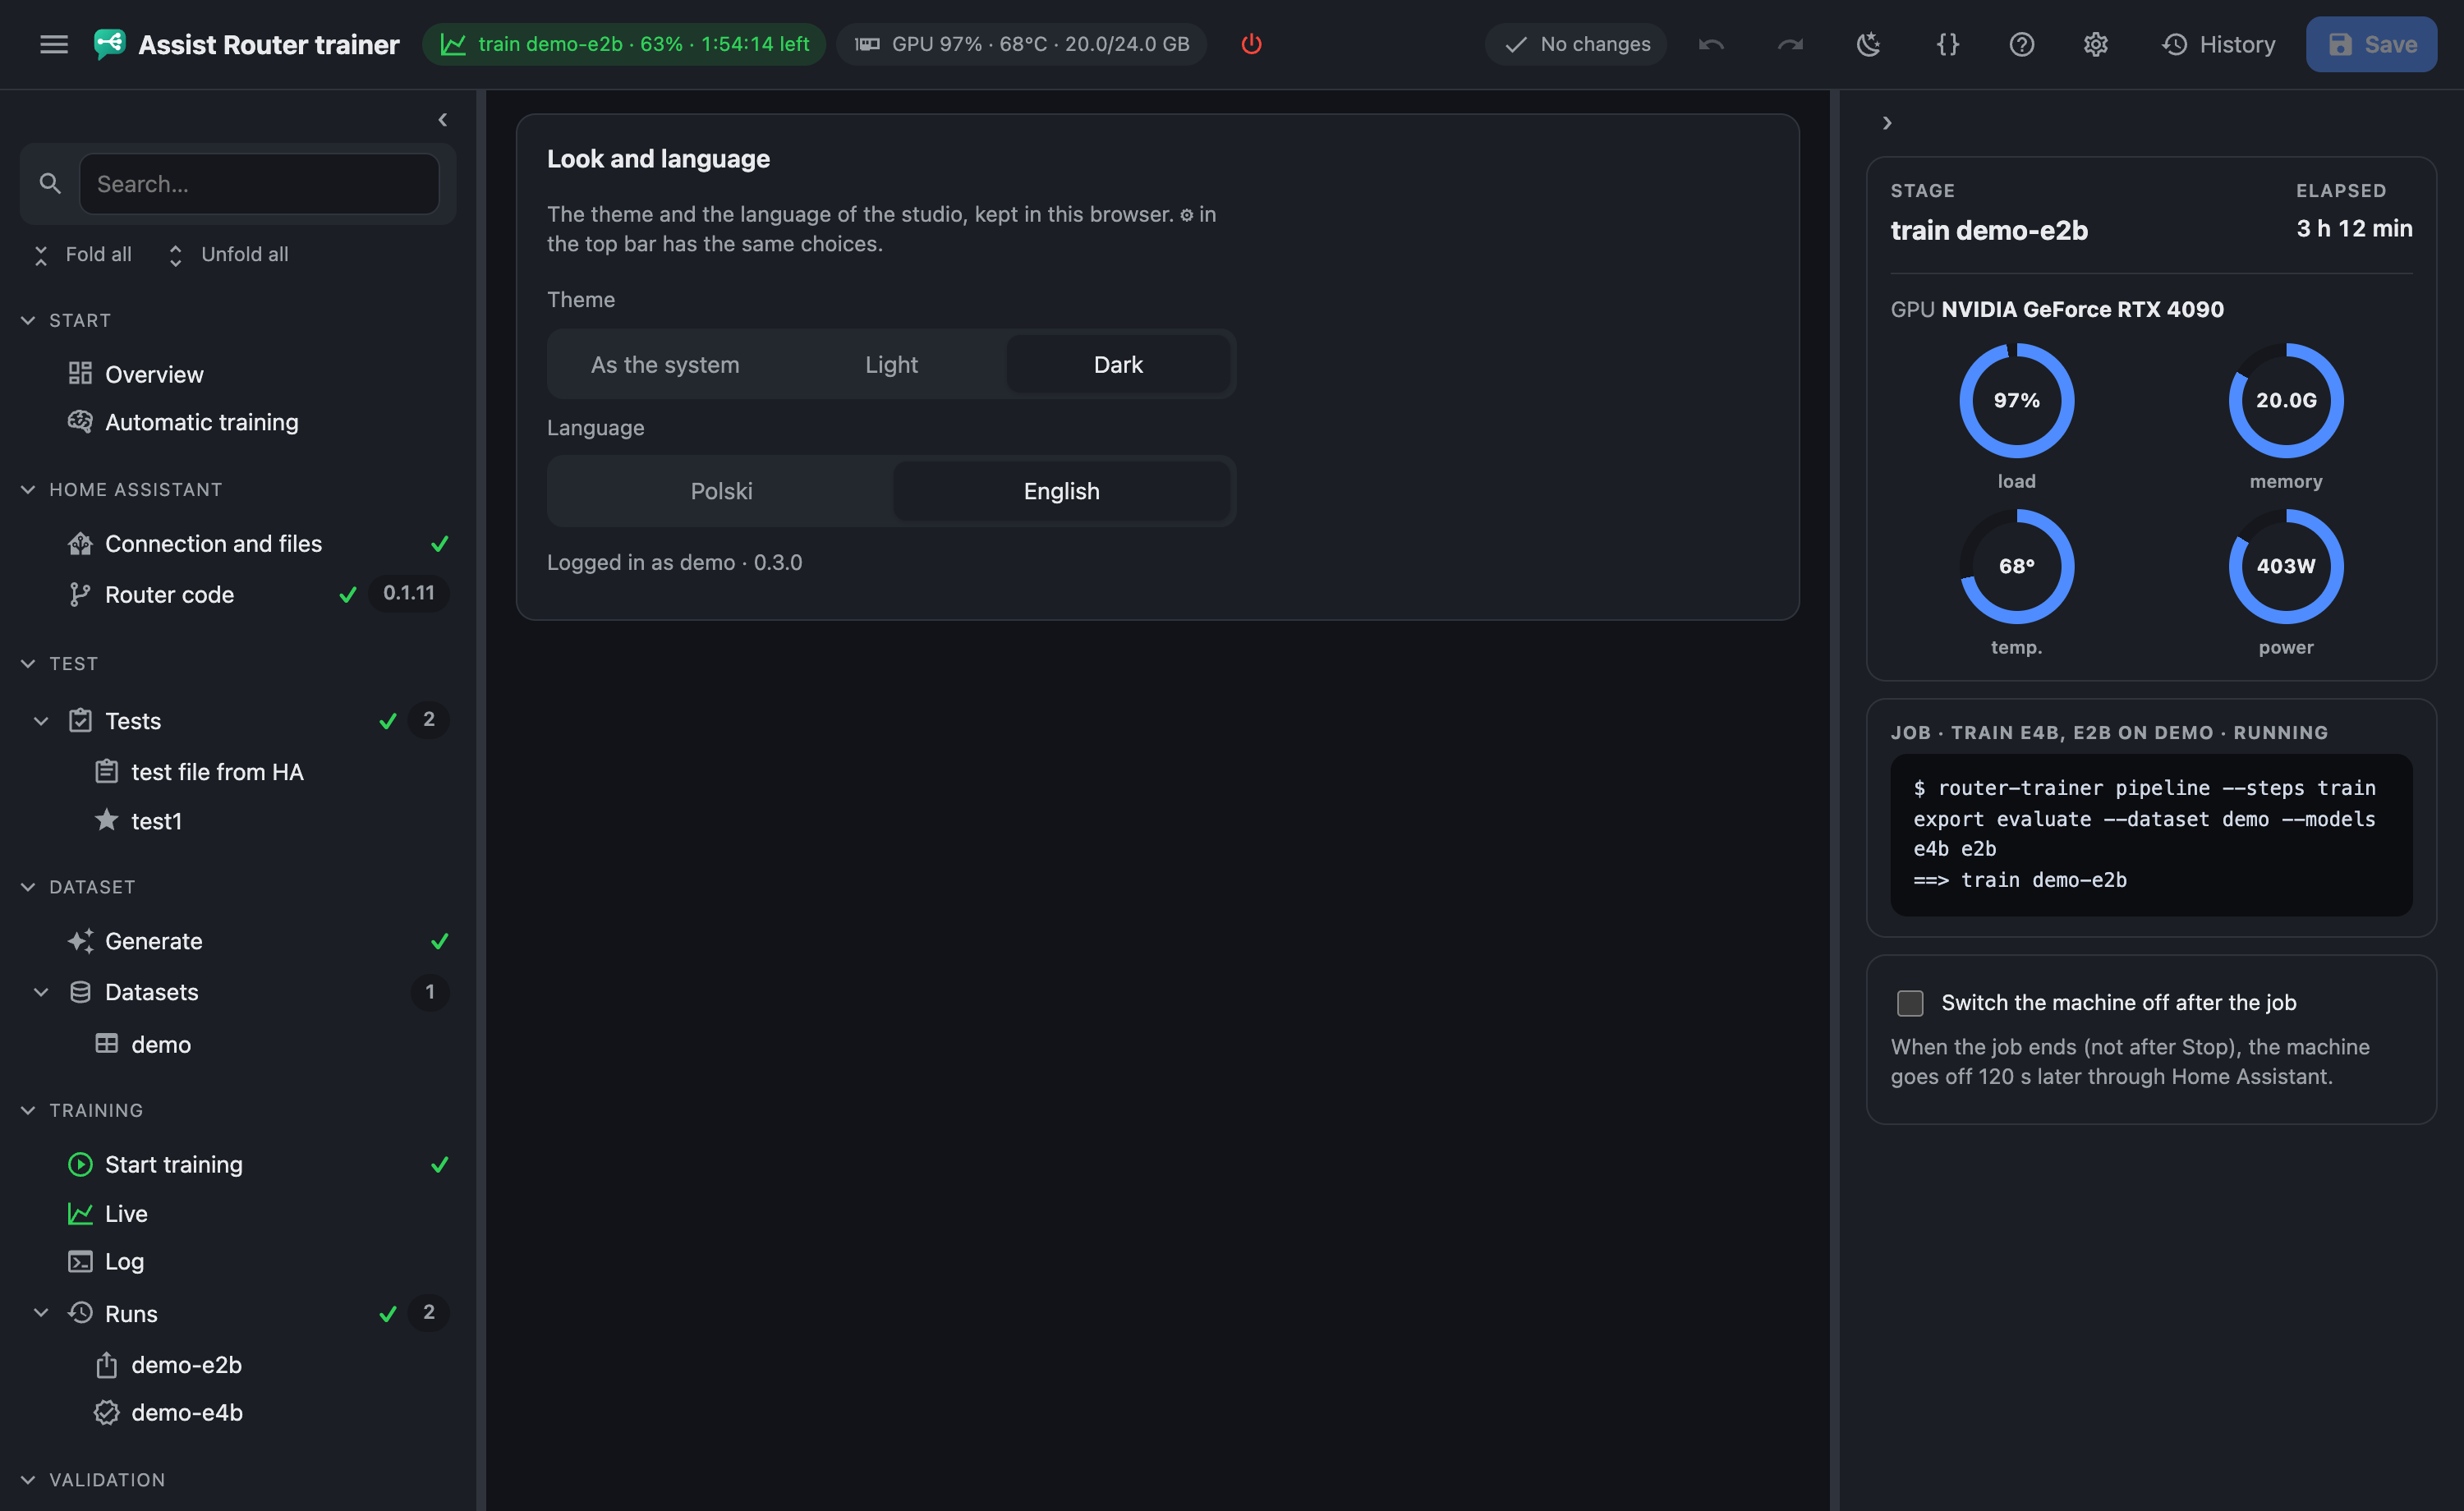 Assist Router trainer
train demo-e2b · 63% · 1:54:14 left
GPU 97% · 68°C · 20.0/24.0 GB
No changes
{}
History
Save
Search...
Fold all
Unfold all
START
Overview
Automatic training
HOME ASSISTANT
Connection and files
Router code
0.1.11
TEST
Tests
2
test file from HA
test1
DATASET
Generate
Datasets
1
demo
TRAINING
Start training
Live
Log
Runs
2
demo-e2b
demo-e4b
VALIDATION
Look and language
The theme and the language of the studio, kept in this browser. ⚙ in
the top bar has the same choices.
Theme
As the system
Light
Dark
Language
Polski
English
Logged in as demo · 0.3.0
STAGE
ELAPSED
train demo-e2b
3 h 12 min
GPU NVIDIA GeForce RTX 4090
97%
20.0G
load
memory
68°
403W
temp.
power
JOB · TRAIN E4B, E2B ON DEMO · RUNNING
$ router-trainer pipeline --steps train
export evaluate --dataset demo --models
e4b e2b
==> train demo-e2b
Switch the machine off after the job
When the job ends (not after Stop), the machine
goes off 120 s later through Home Assistant.